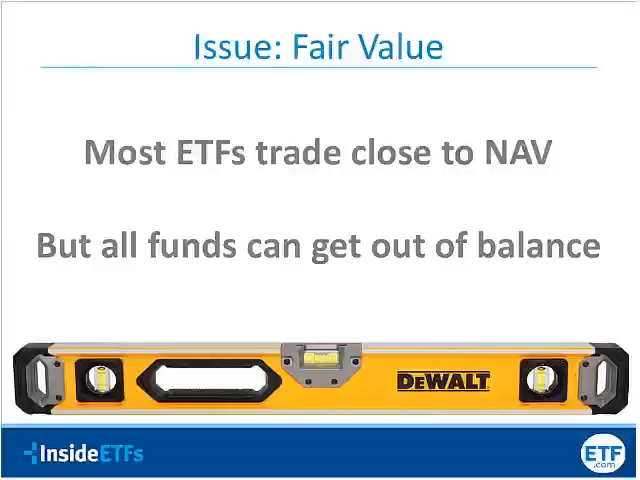 Issue: Fair Value
Most ETFs trade close to NAV
But all funds can get out of balance
DEWALT
InsideETFs
ETF
.com